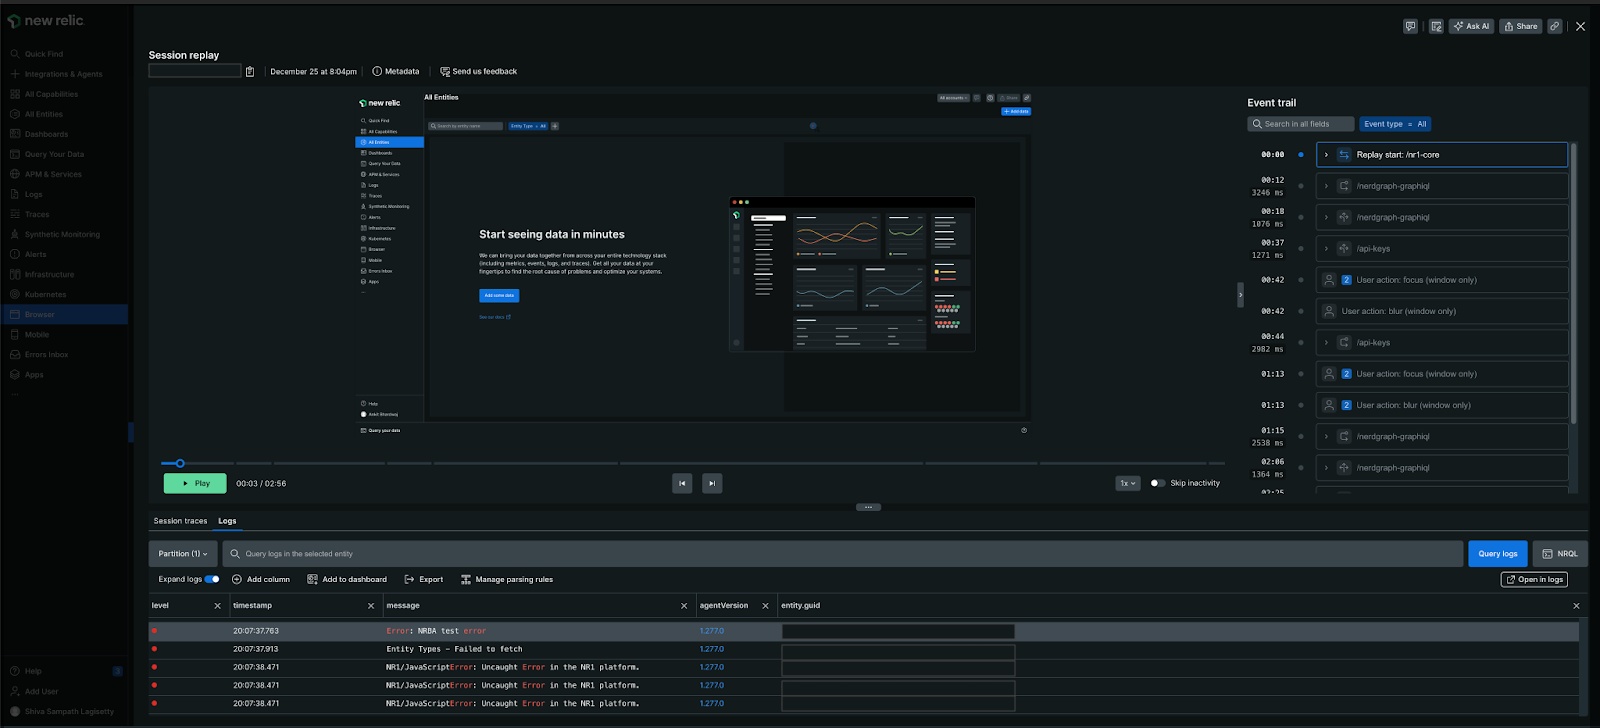 new relic
Quick Find
Integrations & Agents
All Capabilities
All Entities
Dashboards
Query Your Data
APM & Services
Logs
Traces
Synthetic Monitoring
Alerts
Infrastructure
Kubernetes
Browser
Mobile
Errors Inbox
Apps
...
Help
Add User
Shiva Sampath Lagisetty
Ask AI
Share
Session replay
December 25 at 8:04pm
Metadata
Send us feedback
new relic
All Entities
All accounts
Share
Add data
Quick Find
All Capabilities
All Entities
Dashboards
Query Your Data
APM & Services
Logs
Traces
Synthetic Monitoring
Alerts
Infrastructure
Kubernetes
Browser
Mobile
Errors Inbox
Apps
...
Search by entity name
Entity Type = All
Start seeing data in minutes
We can bring your data together from across your entire technology stack
(including metrics, events, logs, and traces). Get all your data at your
fingertips to find the root cause of problems and optimize your systems.
Add some data
See our docs
Help
Query your data
Play
00:03 / 02:56
1x
Skip inactivity
Event trail
Search in all fields
Event type = All
00:00 Replay start: /nr1-core
00:12
3246 ms
/nerdgraph-graphiql
00:18
1076 ms
/nerdgraph-graphiql
00:37
1271 ms
/api-keys
00:42 2 User action: focus (window only)
00:42 User action: blur (window only)
00:44
2982 ms
/api-keys
01:13 2 User action: focus (window only)
01:13 2 User action: blur (window only)
01:15
2538 ms
/nerdgraph-graphiql
02:06
1364 ms
/nerdgraph-graphiql
02:25
Session traces Logs
Partition (1)
Query logs in the selected entity
Query logs
NRQL
Expand logs
Add column
Add to dashboard
Export
Manage parsing rules
Open in logs
level timestamp message agentVersion entity.guid
20:07:37.763 Error: NRBA test error 1.277.0
20:07:37.913 Entity Types - Failed to fetch 1.277.0
20:07:38.471 NR1/JavaScriptError: Uncaught Error in the NR1 platform. 1.277.0
20:07:38.471 NR1/JavaScriptError: Uncaught Error in the NR1 platform. 1.277.0
20:07:38.471 NR1/JavaScriptError: Uncaught Error in the NR1 platform. 1.277.0